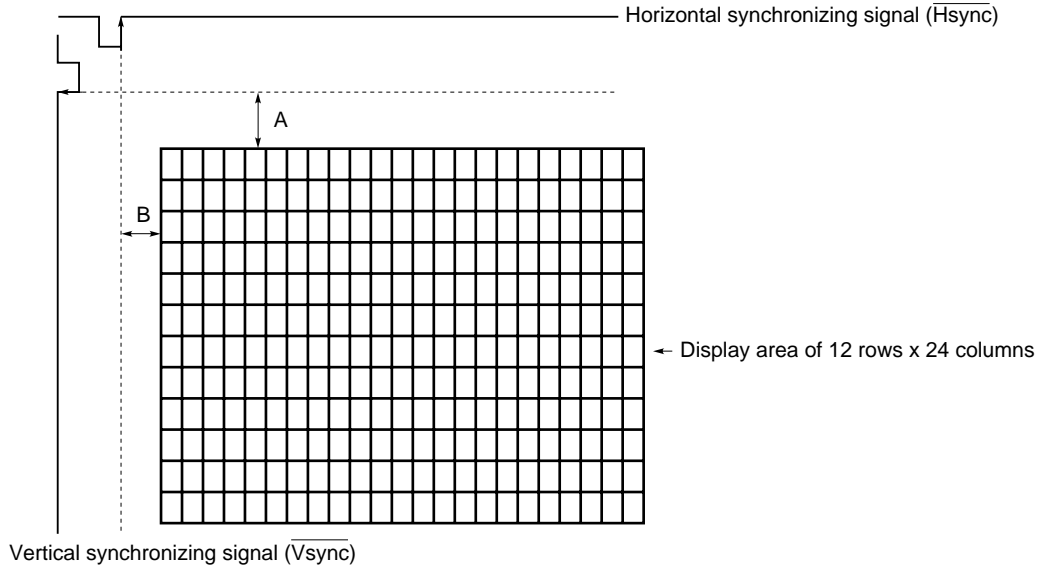 Horizontal synchronizing signal (Hsync)
A
B
Display area of 12 rows x 24 columns
Vertical synchronizing signal (Vsync)